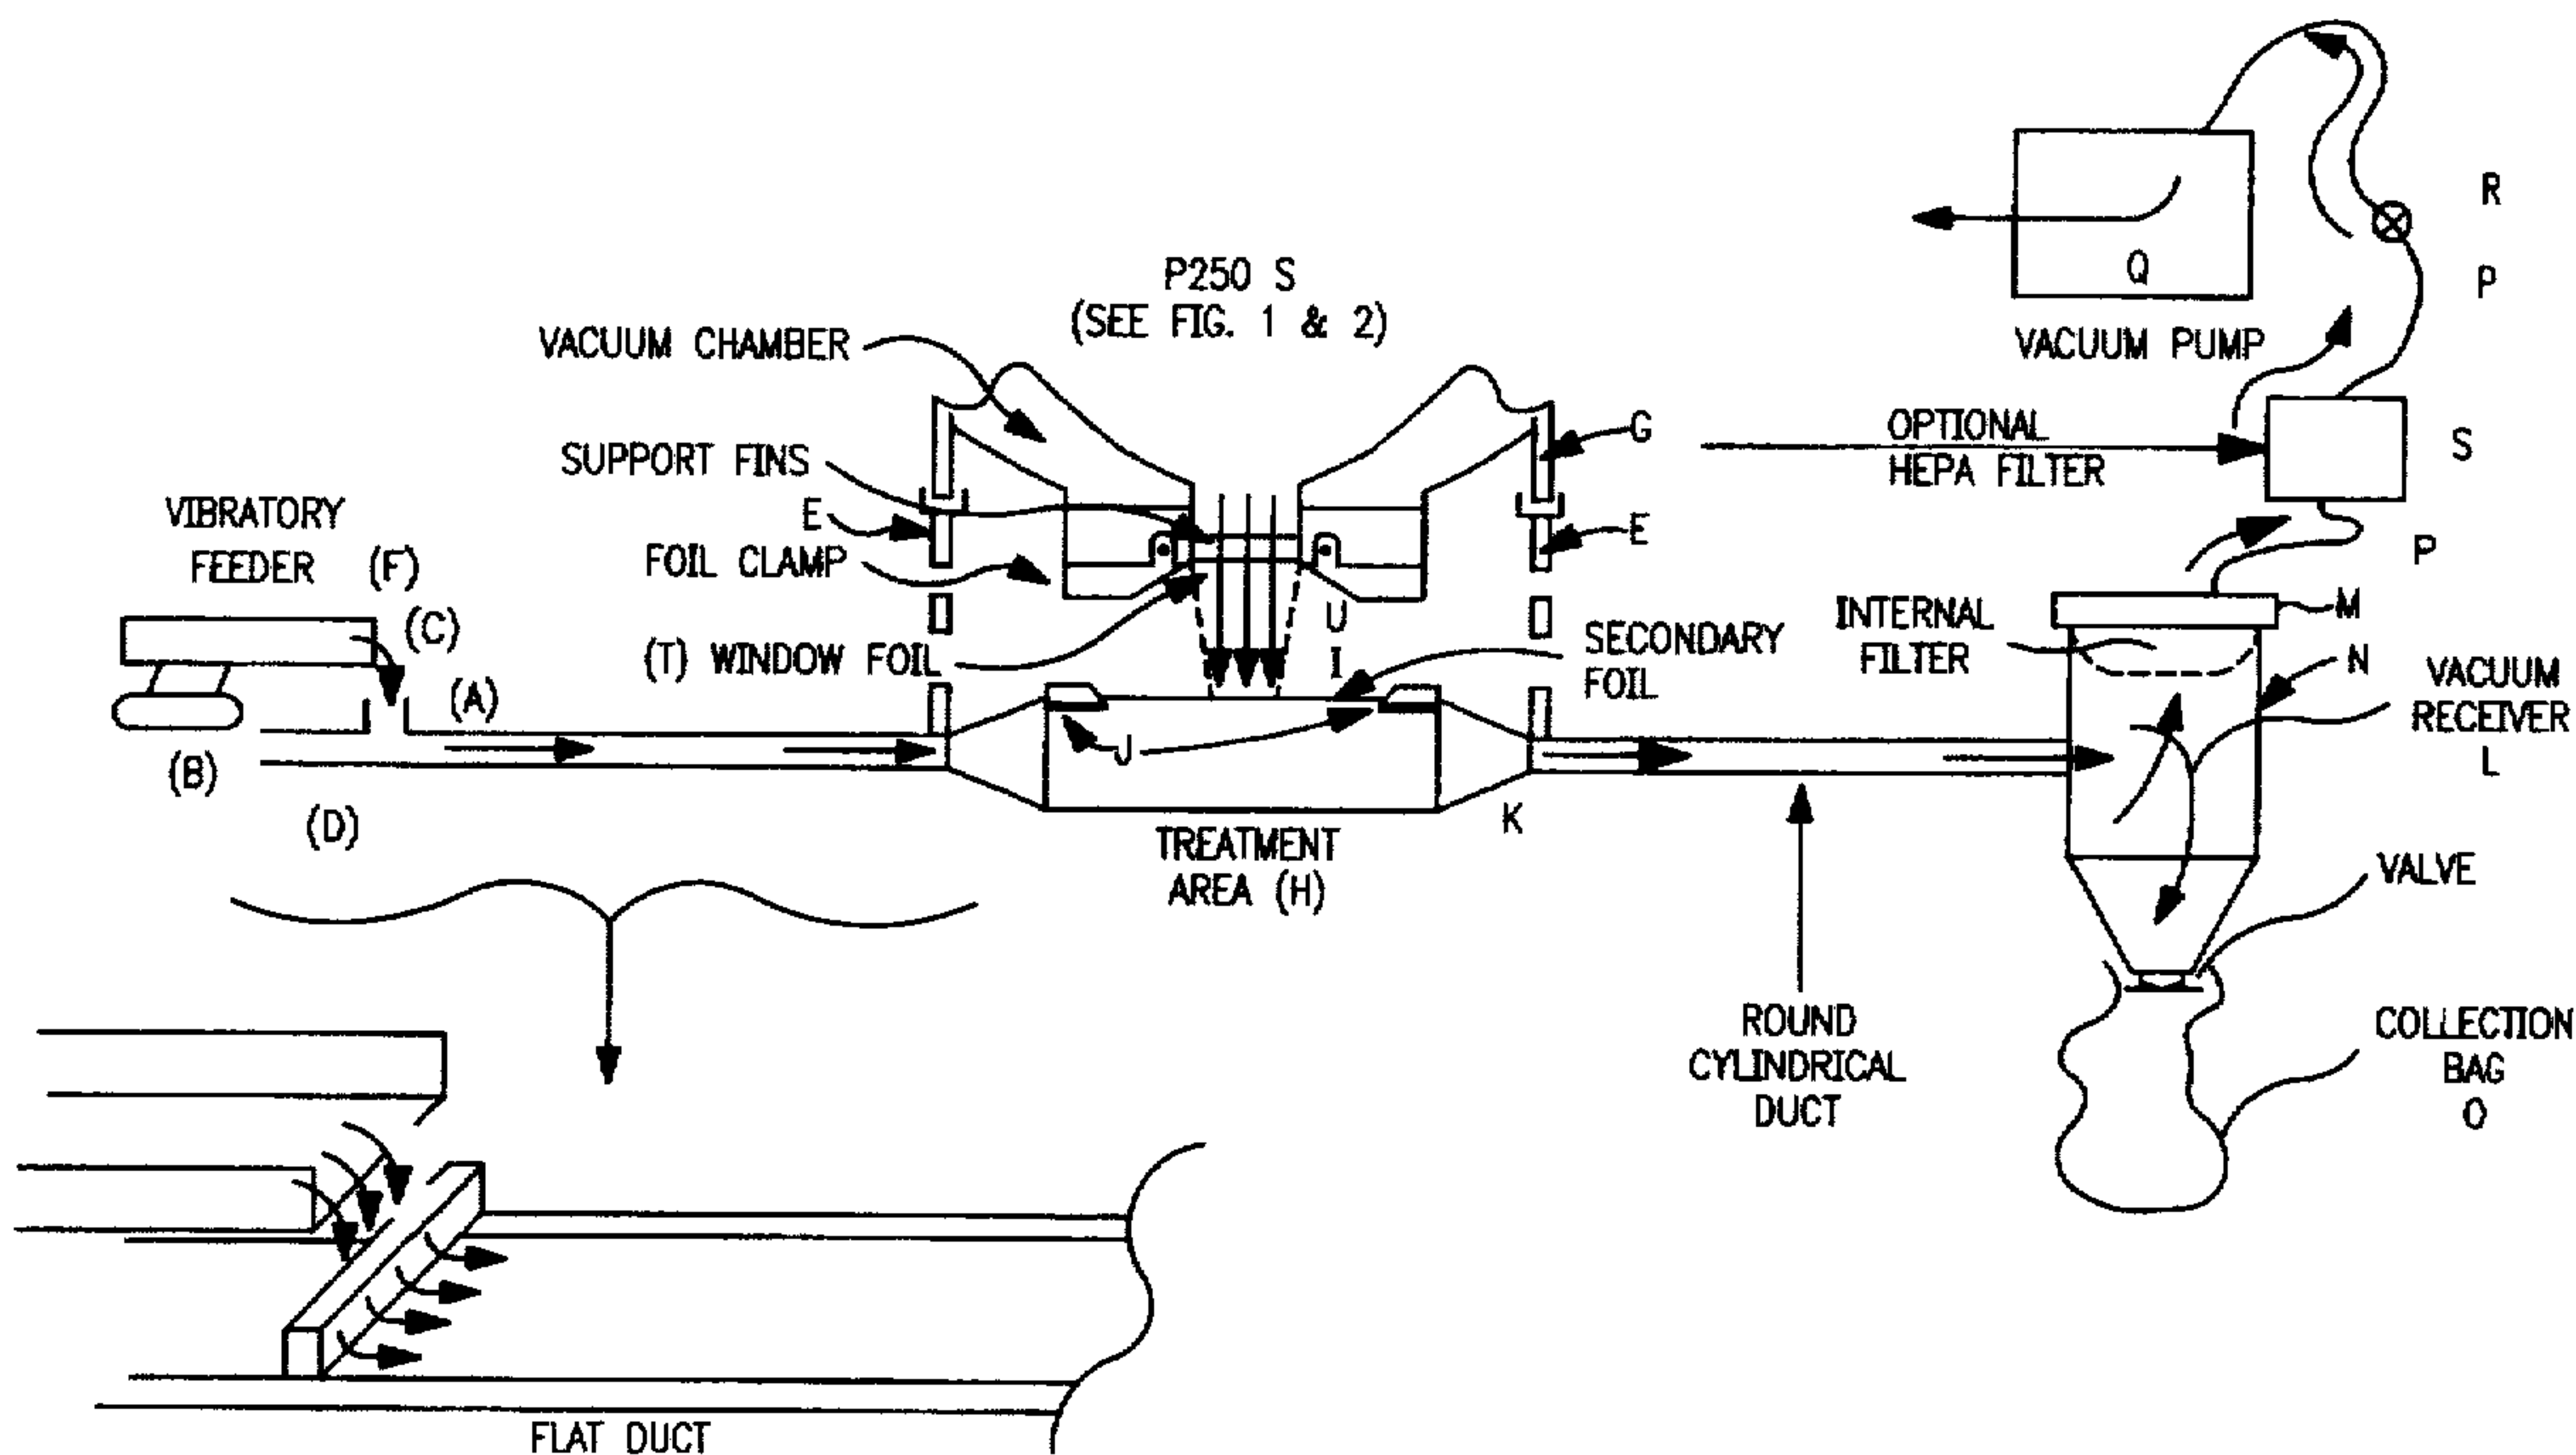 R
Q
P
P250 S
(SEE FIG. 1 & 2)
VACUUM CHAMBER
VACUUM PUMP
G
SUPPORT FINS
OPTIONAL
HEPA FILTER
S
E
E
VIBRATORY
FEEDER
(F)
FOIL CLAMP
P
(C)
U
I
INTERNAL
FILTER
M
(T) WINDOW FOIL
SECONDARY
FOIL
N
VACUUM
RECEIVER
L
(A)
(B)
J
(D)
K
TREATMENT
AREA (H)
VALVE
ROUND
CYLINDRICAL
DUCT
COLLECTION
BAG
O
FLAT DUCT